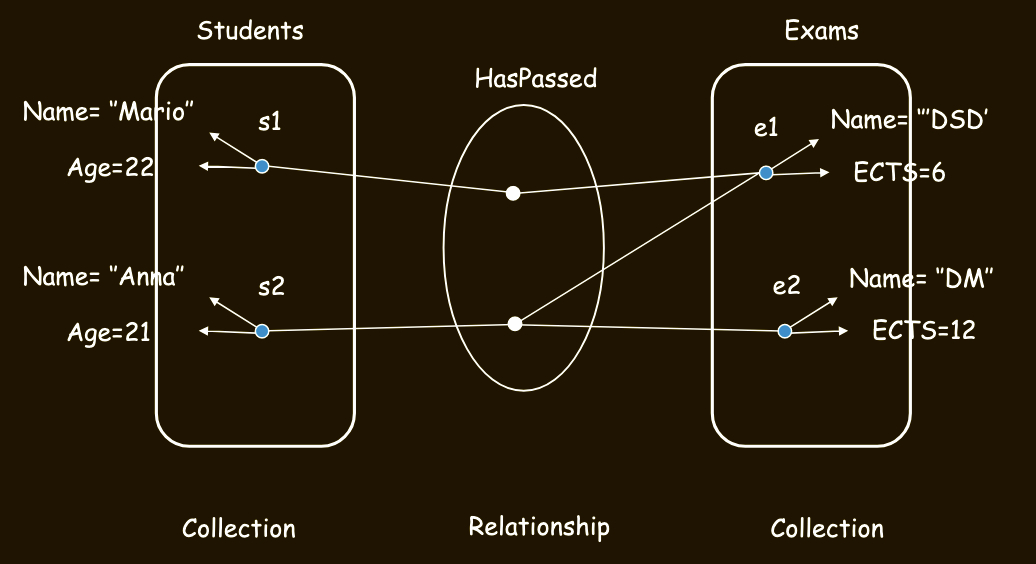 Students
Exams
HasPassed
Name= "Mario"
s1
e1
Name= "'DSD'
Age=22
ECTS=6
Name= "Anna"
s2
e2
Name= "DM"
Age=21
ECTS=12
Collection
Relationship
Collection